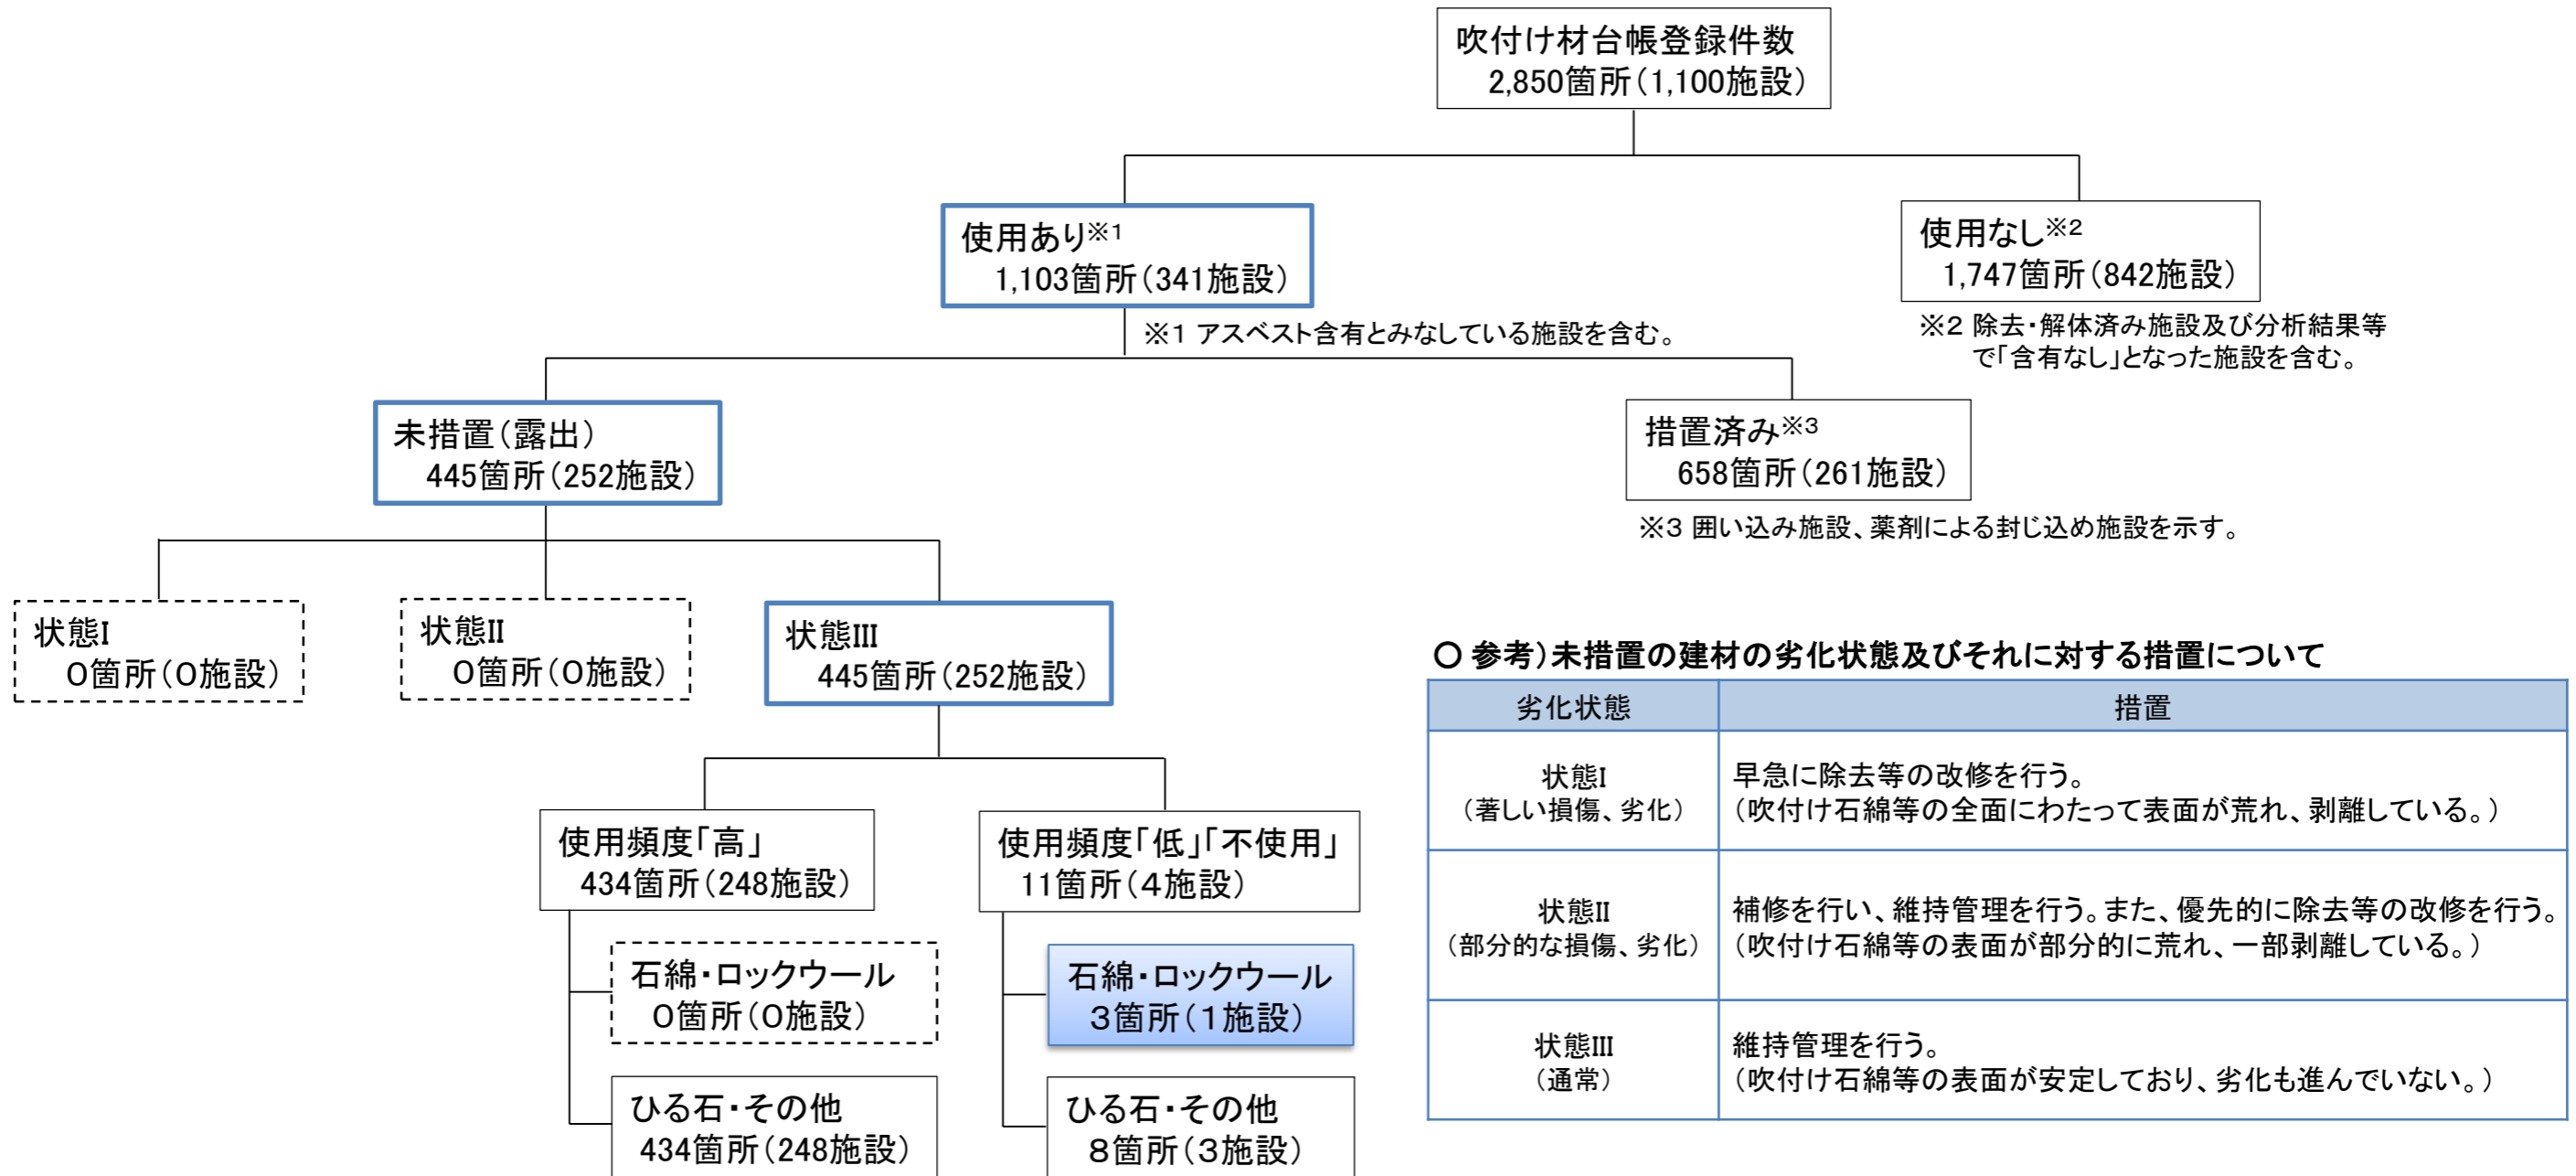 吹付け材台帳登録件数
2,850箇所(1,100施設)
使用あり※1
1,103箇所(341施設)
使用なし※2
1,747箇所(842施設)
※1 アスベスト含有とみなしている施設を含む。
※2 除去・解体済み施設及び分析結果等
で「含有なし」となった施設を含む。
未措置(露出)
445箇所(252施設)
措置済み※3
658箇所(261施設)
※3 囲い込み施設、薬剤による封じ込め施設を示す。
状態I
0箇所(0施設)
状態II
0箇所(0施設)
状態III
445箇所(252施設)
使用頻度「高」
434箇所(248施設)
使用頻度「低」「不使用」
11箇所(4施設)
石綿・ロックウール
0箇所(0施設)
石綿・ロックウール
3箇所(1施設)
ひる石・その他
434箇所(248施設)
ひる石・その他
8箇所(3施設)
○ 参考)未措置の建材の劣化状態及びそれに対する措置について
劣化状態
措置
状態I
(著しい損傷、劣化)
早急に除去等の改修を行う。
(吹付け石綿等の全面にわたって表面が荒れ、剥離している。)
状態II
(部分的な損傷、劣化)
補修を行い、維持管理を行う。また、優先的に除去等の改修を行う。
(吹付け石綿等の表面が部分的に荒れ、一部剥離している。)
状態III
(通常)
維持管理を行う。
(吹付け石綿等の表面が安定しており、劣化も進んでいない。)